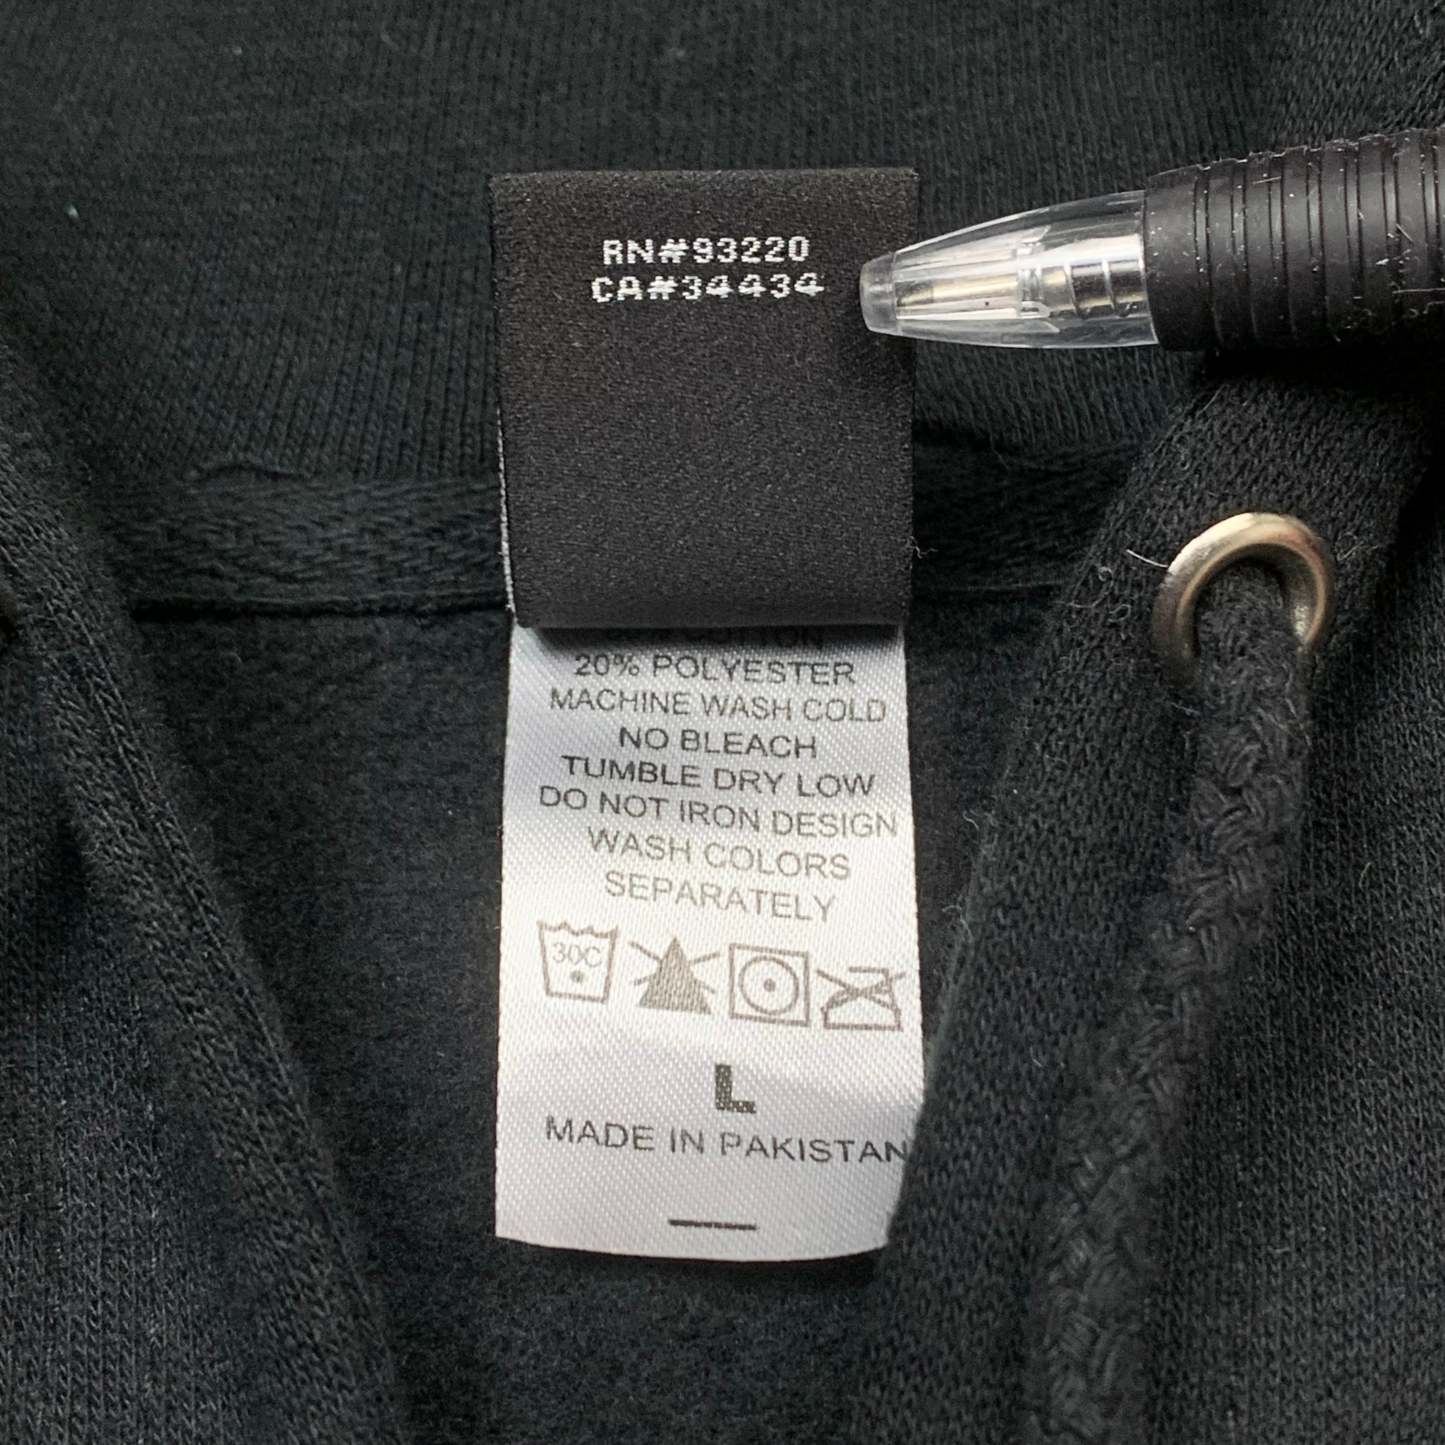 RN#93220
CA#34434
COTTON
20% POLYESTER
MACHINE WASH COLD
NO BLEACH
TUMBLE DRY LOW
DO NOT IRON DESIGN
WASH COLORS
SEPARATELY
30C
L
MADE IN PAKISTAN